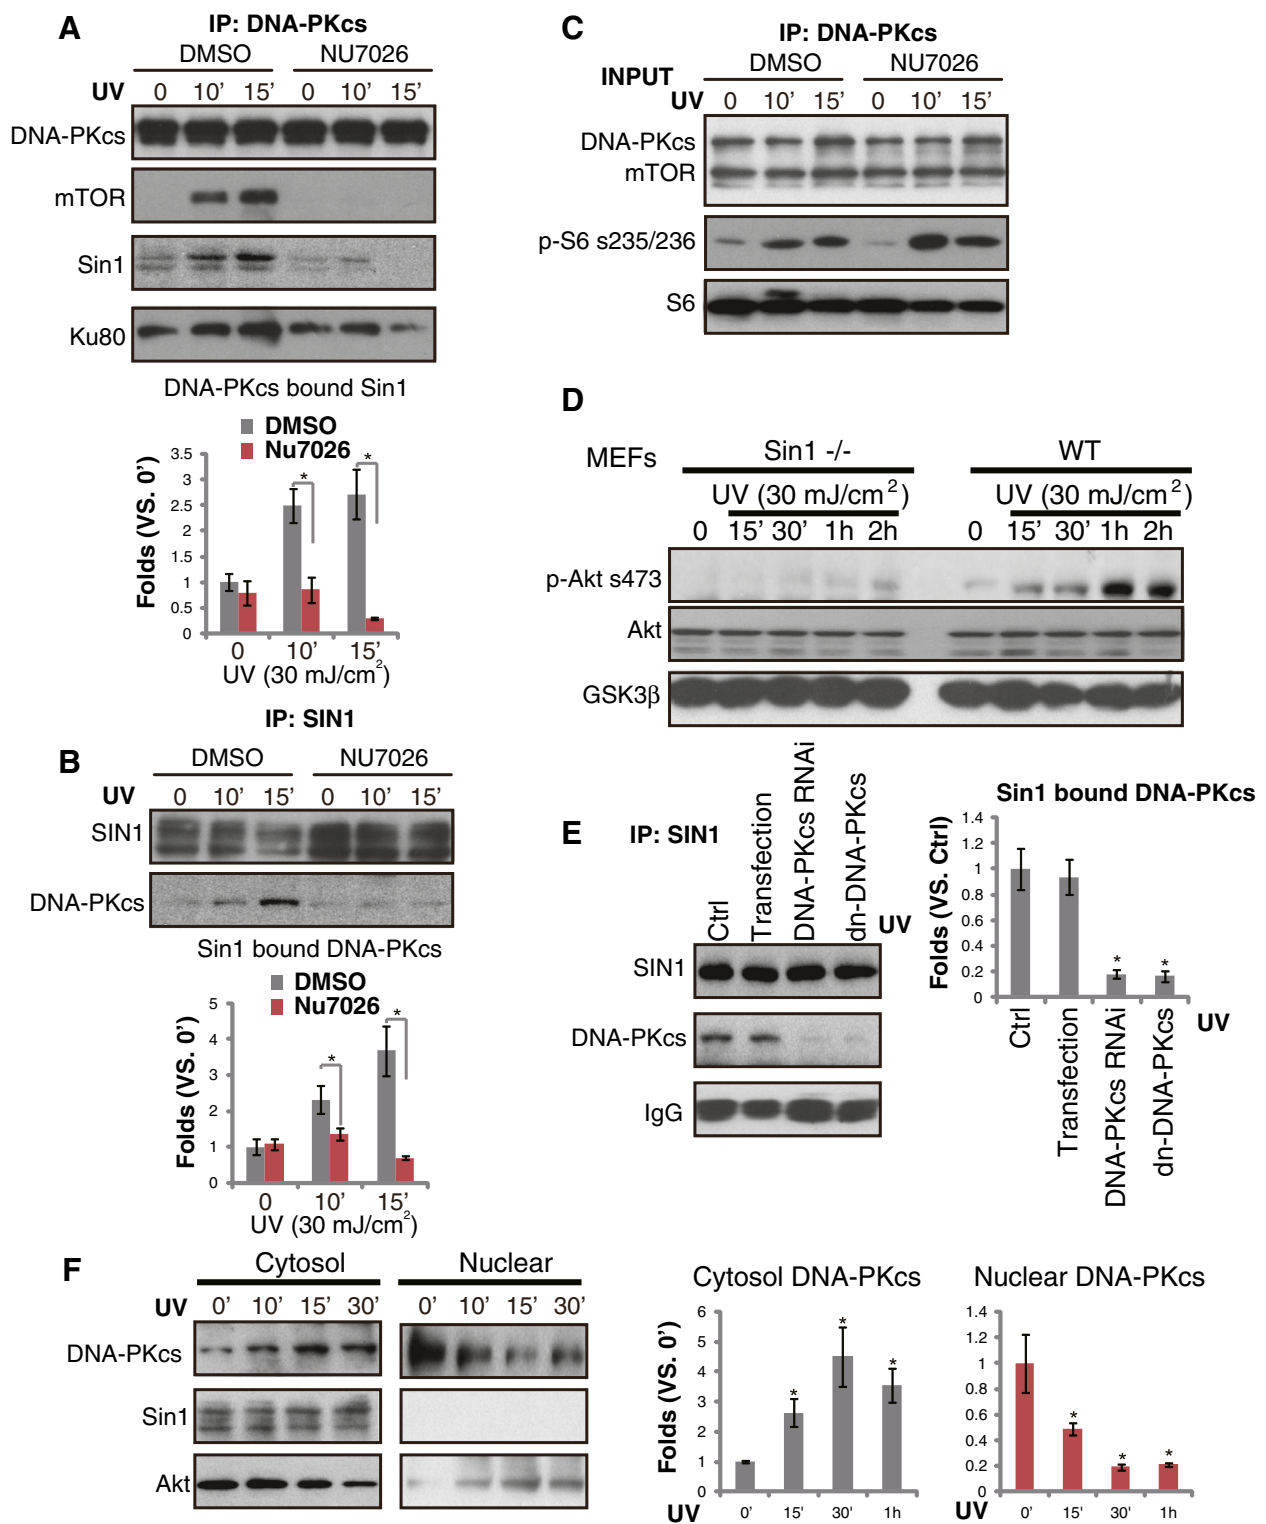 A
IP: DNA-PKcs
DMSO NU7026
UV 0 10' 15' 0 10' 15'
DNA-PKcs
mTOR
Sin1
Ku80
DNA-PKcs bound Sin1
DMSO
Nu7026
Folds (VS. 0')
3.5
3
2.5
2
1.5
1
0.5
0
* *
0 10' 15'
UV (30 mJ/cm2)
B
IP: SIN1
DMSO NU7026
UV 0 10' 15' 0 10' 15'
SIN1
DNA-PKcs
Sin1 bound DNA-PKcs
DMSO
Nu7026
Folds (VS. 0')
5
4
3
2
1
0
* *
0 10' 15'
UV (30 mJ/cm2)
C
IP: DNA-PKcs
DMSO NU7026
INPUT
UV 0 10' 15' 0 10' 15'
DNA-PKcs
mTOR
p-S6 s235/236
S6
D
MEFs Sin1 -/- WT
UV (30 mJ/cm2) UV (30 mJ/cm2)
0 15' 30' 1h 2h 0 15' 30' 1h 2h
p-Akt s473
Akt
GSK3β
E
IP: SIN1
Ctrl
Transfection
DNA-PKcs RNAi
dn-DNA-PKcs
UV
SIN1
DNA-PKcs
IgG
Sin1 bound DNA-PKcs
Folds (VS. Ctrl)
1.4
1.2
1
0.8
0.6
0.4
0.2
0
* *
Ctrl
Transfection
DNA-PKcs RNAi
dn-DNA-PKcs
UV
F
Cytosol Nuclear
UV 0' 10' 15' 30' 0' 10' 15' 30'
DNA-PKcs
Sin1
Akt
Cytosol DNA-PKcs
Folds (VS. 0')
6
5
4
3
2
1
0
* * *
UV 0' 15' 30' 1h
Nuclear DNA-PKcs
1.4
1.2
1
0.8
0.6
0.4
0.2
0
* * *
UV 0' 15' 30' 1h